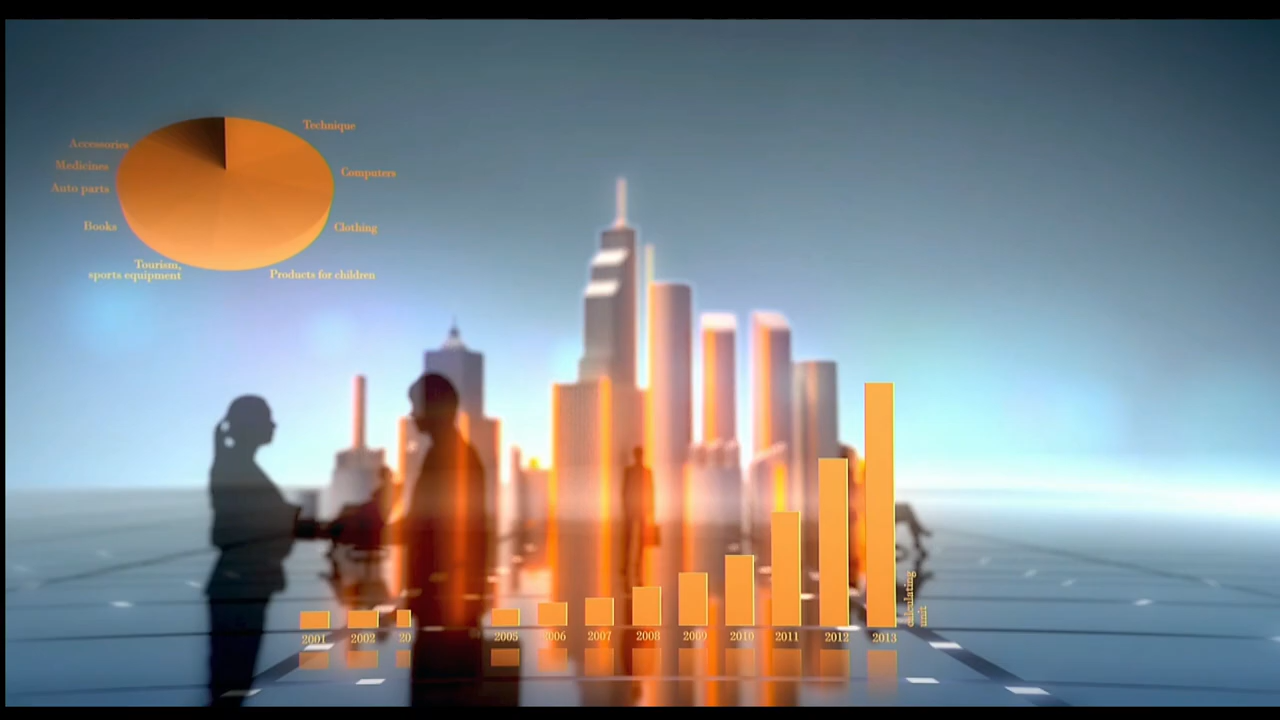 Technique
Accessories
Medicines
Computers
Auto parts
Books
Clothing
Tourism,
sports equipment
Products for children
calculating
unit
2001 2002 20 2005 2006 2007 2008 2009 2010 2011 2012 2013